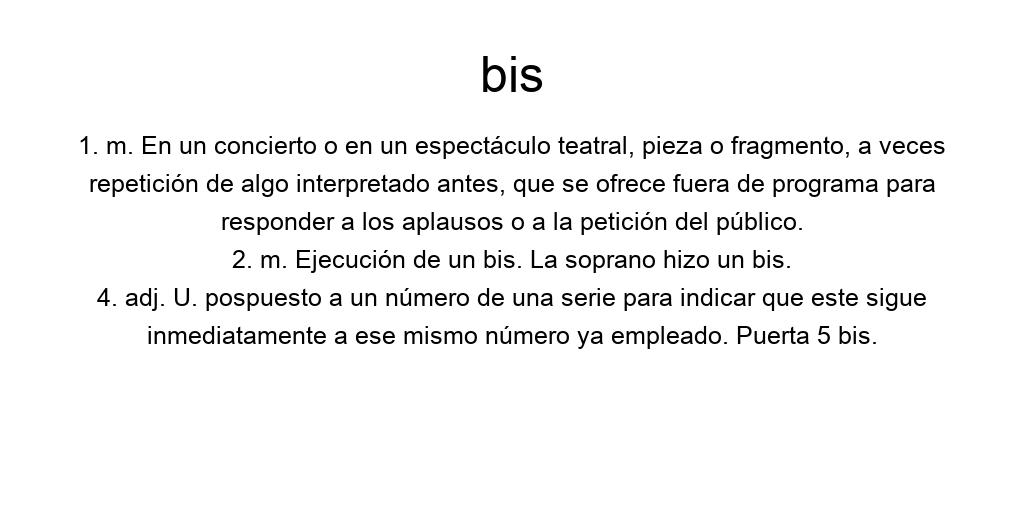 bis
1. m. En un concierto o en un espectáculo teatral, pieza o fragmento, a veces
repetición de algo interpretado antes, que se ofrece fuera de programa para
responder a los aplausos o a la petición del público.
2. m. Ejecución de un bis. La soprano hizo un bis.
4. adj. U. pospuesto a un número de una serie para indicar que este sigue
inmediatamente a ese mismo número ya empleado. Puerta 5 bis.